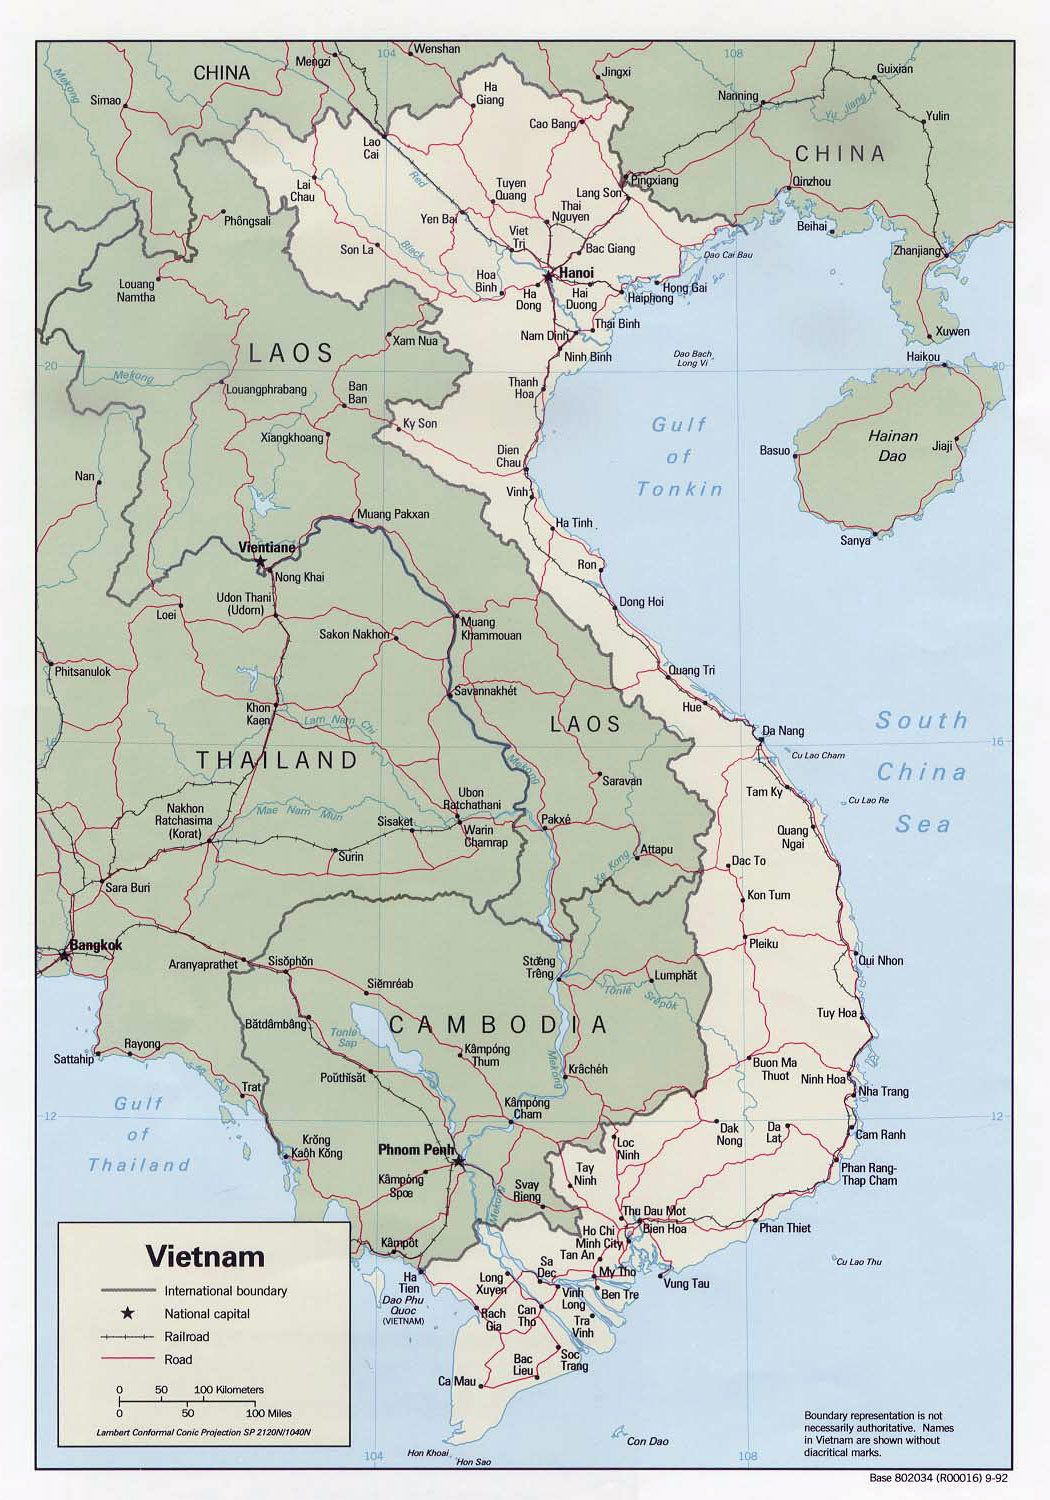 104
108
Wenshan
Mengzi
CHINA
Jingxi
Guixian
Mekong
Simao
Ha
Giang
Nanning
Yu Jiang
Yulin
Cao Bang
Lao
Cai
CHINA
Red
Lai
Chau
Tuyen
Quang
Lang Son
Pingxiang
Qinzhou
Phôngsali
Yen Bai
Thai
Nguyen
Beihai
Viet
Tri
Son La
Black
Bac Giang
Zhanjiang
Dao Cai Bau
Louang
Namtha
Hoa
Binh
Hanoi
Ha
Dong
Hai
Duong
Hong Gai
Haiphong
Xam Nua
Nam Dinh
Thai Binh
Xuwen
LAOS
Ninh Binh
Dao Bach
Long Vi
Haikou
20
Mekong
Louangphrabang
Ban
Ban
Thanh
Hoa
Ky Son
Gulf
of
Tonkin
Xiangkhoang
Hainan
Dao
Jiaji
Basuo
Dien
Chau
Nan
Vinh
Muang Pakxan
Ha Tinh
Sanya
Vientiane
Ron
Nong Khai
Udon Thani
(Udorn)
Dong Hoi
Loei
Sakon Nakhon
Muang
Khammouan
Phitsanulok
Quang Tri
Savannakhét
Khon
Kaen
Hue
Lam Nam Chi
LAOS
South
China
Sea
Da Nang
16
16
THAILAND
Mekong
Cu Lao Cham
Saravan
Ubon
Ratchathani
Tam Ky
Cu Lao Re
Nakhon
Ratchasima
(Korat)
Mae Nam Mun
Sisaket
Warin
Chamrap
Pakxé
Quang
Ngai
Surin
Attapu
Dac To
Xe Kong
Sara Buri
Kon Tum
Bangkok
Pleiku
Aranyaprathet
Sisŏphŏn
Stœ̆ng
Trêng
Lumphăt
Qui Nhon
Siĕmréab
Tônlé
Srêpôk
Bătdâmbâng
CAMBODIA
Tuy Hoa
Tonle
Sap
Sattahip
Rayong
Kâmpóng
Thum
Poŭthĭsăt
Mekong
Krâchéh
Buon Ma
Thuot
Ninh Hoa
Trat
Nha Trang
Gulf
of
Thailand
12
12
Kâmpóng
Cham
Dak
Nong
Da
Lat
Cam Ranh
Krŏng
Kaôh Kŏng
Phnom Penh
Loc
Ninh
Tay
Ninh
Phan Rang-
Thap Cham
Kâmpóng
Spœ
Svay
Rieng
Mekong
Thu Dau Mot
Bien Hoa
Phan Thiet
Ho Chi
Minh City
Kâmpôt
Tan An
Cu Lao Thu
Sa
Dec
Ha
Tien
Long
Xuyen
My Tho
Vung Tau
Dao Phu
Quoc
(VIETNAM)
Vinh
Long
Ben Tre
Rach
Gia
Can
Tho
Tra
Vinh
Bac
Lieu
Soc
Trang
Ca Mau
Con Dao
Hon Khoai
Hon Sao
104
108
Vietnam
International boundary
National capital
Railroad
Road
0 50 100 Kilometers
0 50 100 Miles
Lambert Conformal Conic Projection SP 2120N/1040N
Boundary representation is not
necessarily authoritative. Names
in Vietnam are shown without
diacritical marks.
Base 802034 (R00016) 9-92